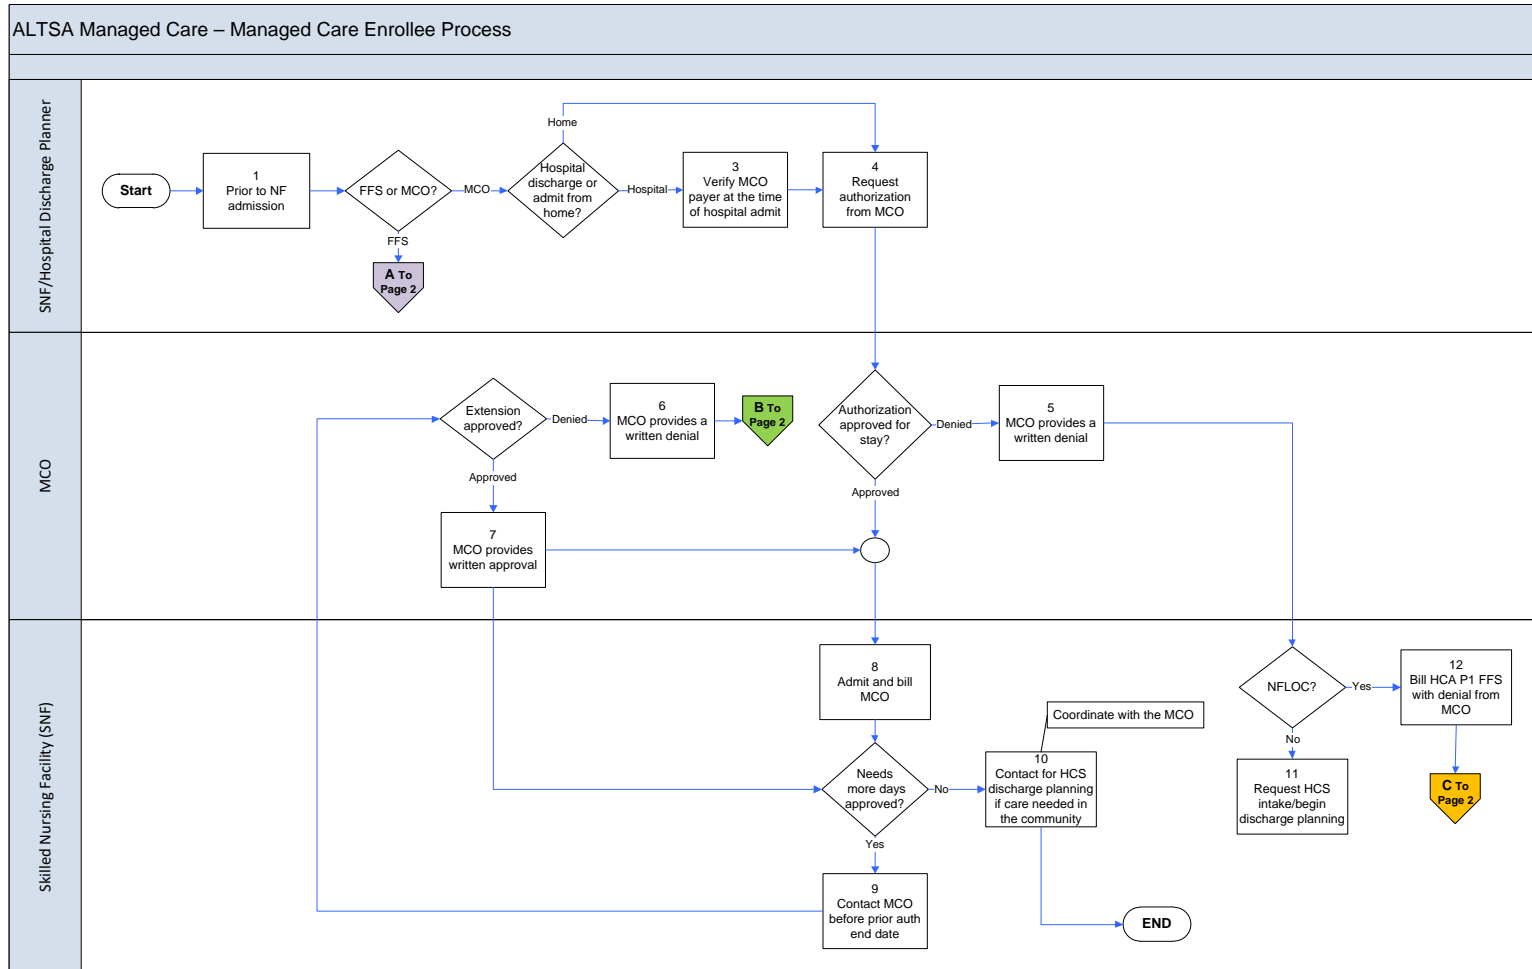 ALTSA Managed Care – Managed Care Enrollee Process
SNF/Hospital Discharge Planner
Start
1
Prior to NF
admission
FFS or MCO?
MCO
FFS
A To
Page 2
Hospital
discharge or
admit from
home?
Home
Hospital
3
Verify MCO
payer at the time
of hospital admit
4
Request
authorization
from MCO
MCO
Extension
approved?
Denied
Approved
6
MCO provides a
written denial
B To
Page 2
7
MCO provides
written approval
Authorization
approved for
stay?
Denied
Approved
5
MCO provides a
written denial
Skilled Nursing Facility (SNF)
8
Admit and bill
MCO
Needs
more days
approved?
No
Yes
9
Contact MCO
before prior auth
end date
Coordinate with the MCO
10
Contact for HCS
discharge planning
if care needed in
the community
END
NFLOC?
Yes
No
11
Request HCS
intake/begin
discharge planning
12
Bill HCA P1 FFS
with denial from
MCO
C To
Page 2